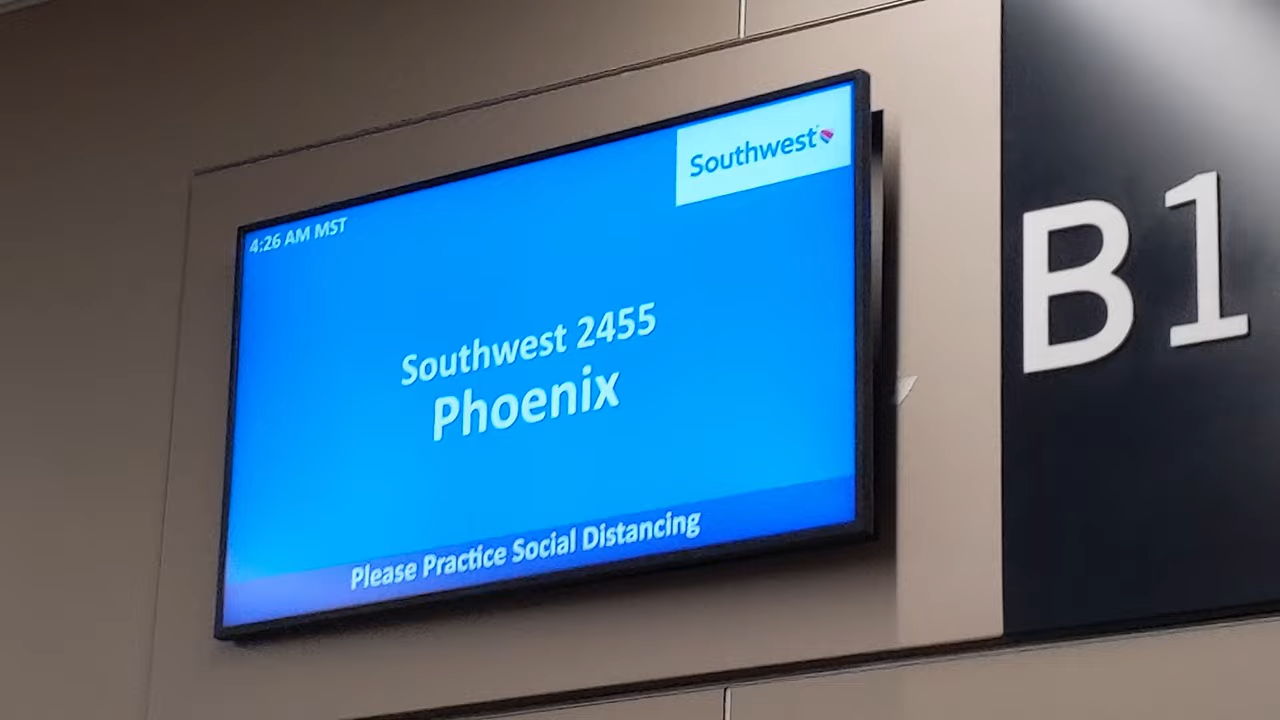 4:26 AM MST
Southwest
Southwest 2455
Phoenix
Please Practice Social Distancing
B1